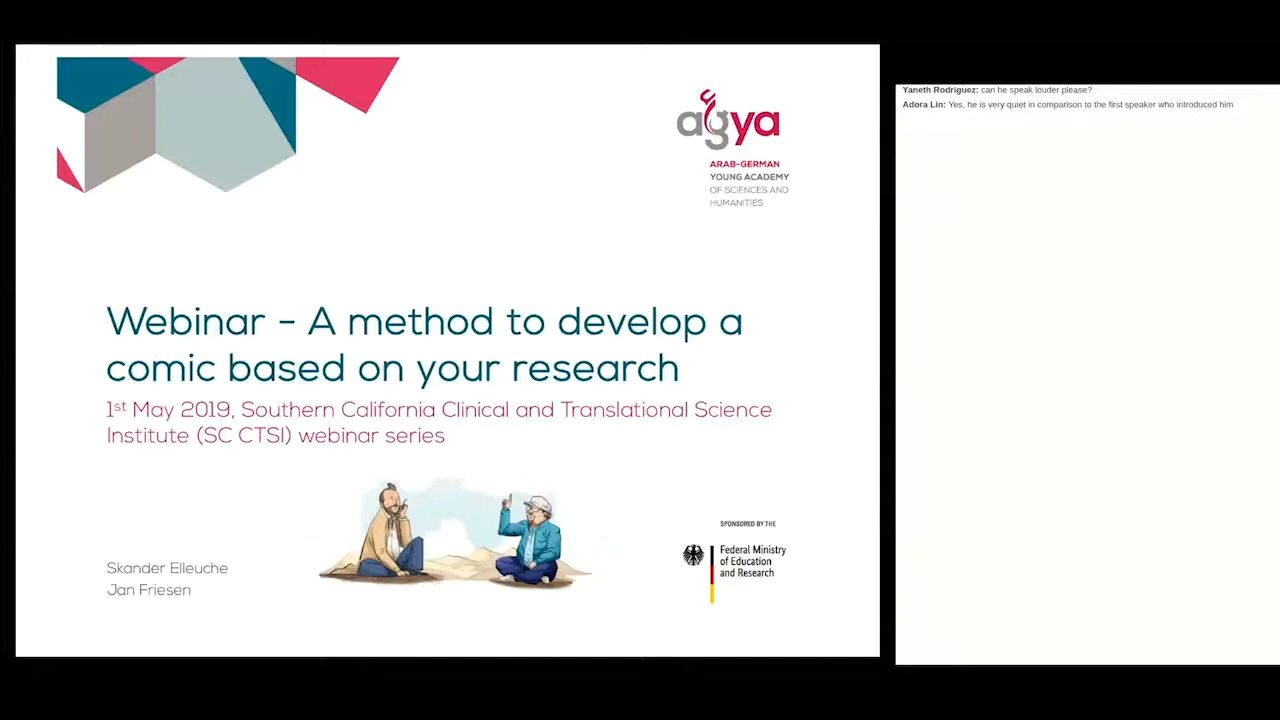 agya
ARAB-GERMAN
YOUNG ACADEMY
OF SCIENCES AND
HUMANITIES
Webinar - A method to develop a
comic based on your research
1st May 2019, Southern California Clinical and Translational Science
Institute (SC CTSI) webinar series
Skander Elleuche
Jan Friesen
SPONSORED BY THE
Federal Ministry
of Education
and Research
Yaneth Rodriguez: can he speak louder please?
Adora Lin: Yes, he is very quiet in comparison to the first speaker who introduced him